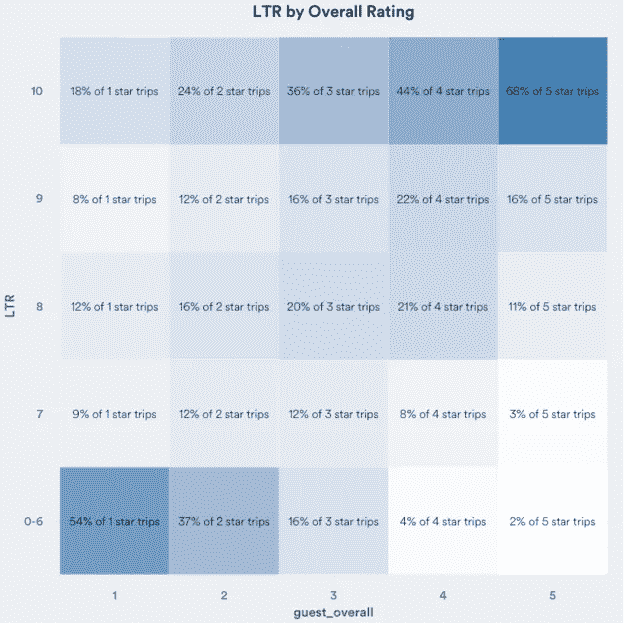 LTR by Overall Rating
10
18% of 1 star trips
24% of 2 star trips
36% of 3 star trips
44% of 4 star trips
68% of 5 star trips
9
8% of 1 star trips
12% of 2 star trips
16% of 3 star trips
22% of 4 star trips
16% of 5 star trips
LTR
8
12% of 1 star trips
16% of 2 star trips
20% of 3 star trips
21% of 4 star trips
11% of 5 star trips
7
9% of 1 star trips
12% of 2 star trips
12% of 3 star trips
8% of 4 star trips
3% of 5 star trips
0-6
54% of 1 star trips
37% of 2 star trips
16% of 3 star trips
4% of 4 star trips
2% of 5 star trips
1
2
3
4
5
guest_overall